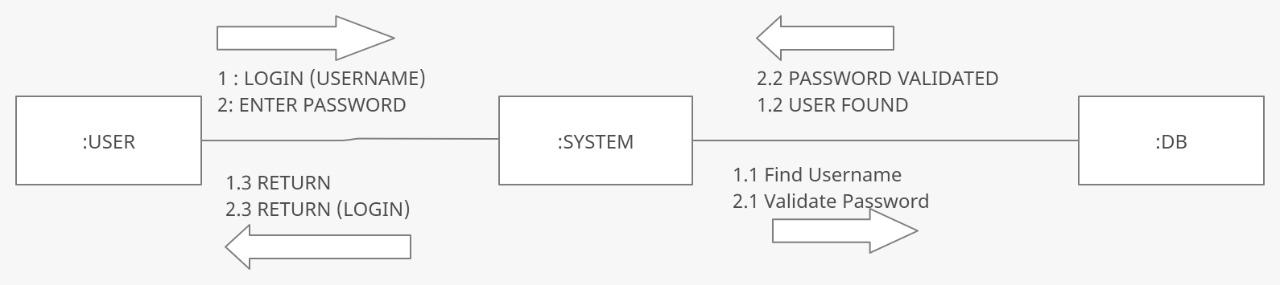 1 : LOGIN (USERNAME)
2: ENTER PASSWORD
2.2 PASSWORD VALIDATED
1.2 USER FOUND
:USER
:SYSTEM
:DB
1.3 RETURN
2.3 RETURN (LOGIN)
1.1 Find Username
2.1 Validate Password